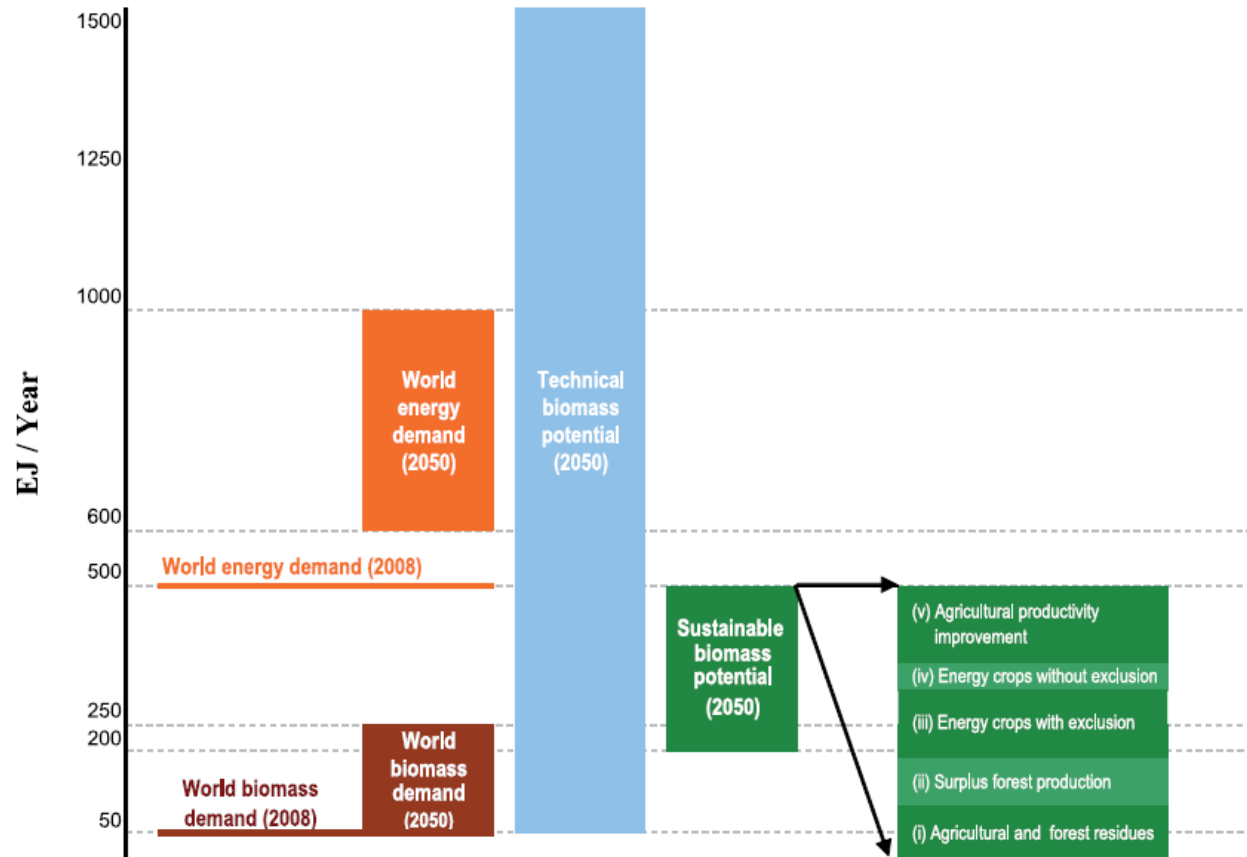 1500
1250
1000
600
500
250
200
50
EJ / Year
World
energy
demand
(2050)
World energy demand (2008)
World biomass
demand (2008)
World
biomass
demand
(2050)
Technical
biomass
potential
(2050)
Sustainable
biomass
potential
(2050)
(v) Agricultural productivity
improvement
(iv) Energy crops without exclusion
(iii) Energy crops with exclusion
(ii) Surplus forest production
(i) Agricultural and forest residues